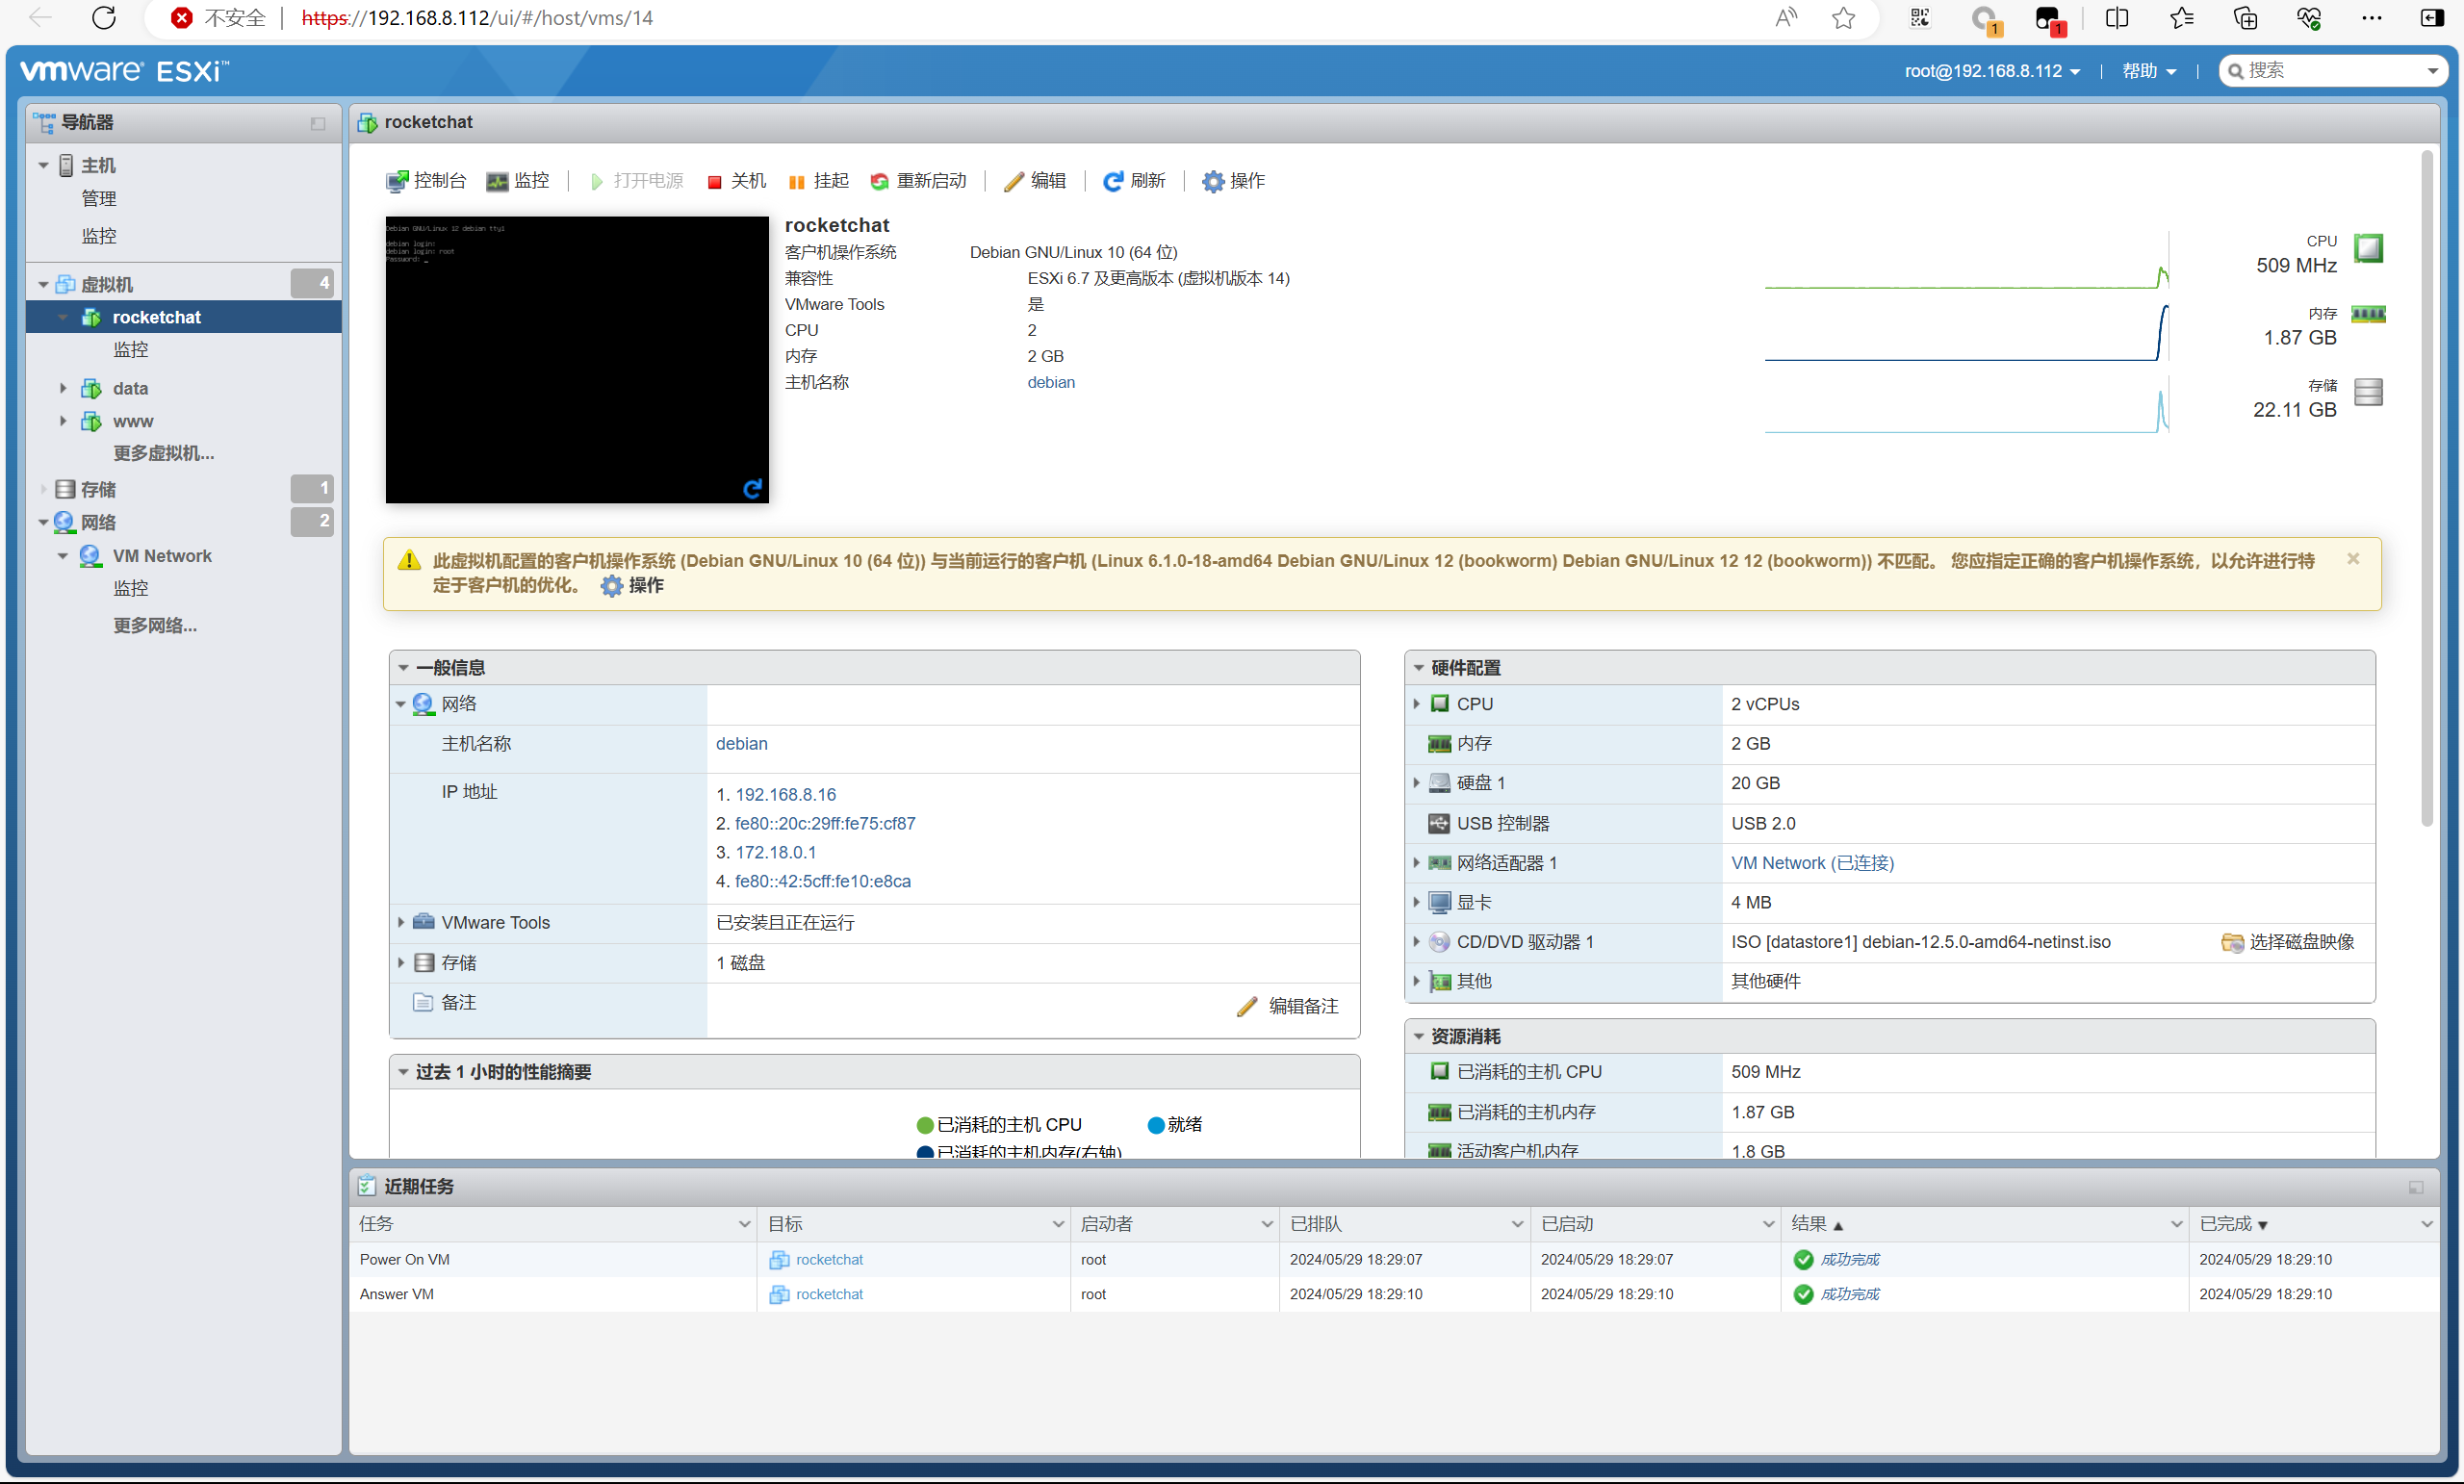 不安全 https://192.168.8.112/ui/#/host/vms/14
1
1
vmware ESXi™
root@192.168.8.112
帮助
搜索
导航器
主机
管理
监控
虚拟机 4
rocketchat
监控
data
www
更多虚拟机...
存储 1
网络 2
VM Network
监控
更多网络...
rocketchat
控制台 监控 打开电源 关机 挂起 重新启动 编辑 刷新 操作
Debian GNU/Linux 12 debian tty1
debian login:
debian login: root
Password: _
rocketchat
客户机操作系统 Debian GNU/Linux 10 (64 位)
兼容性 ESXi 6.7 及更高版本 (虚拟机版本 14)
VMware Tools 是
CPU 2
内存 2 GB
主机名称 debian
CPU
509 MHz
内存
1.87 GB
存储
22.11 GB
此虚拟机配置的客户机操作系统 (Debian GNU/Linux 10 (64 位)) 与当前运行的客户机 (Linux 6.1.0-18-amd64 Debian GNU/Linux 12 (bookworm) Debian GNU/Linux 12 12 (bookworm)) 不匹配。 您应指定正确的客户机操作系统，以允许进行特
定于客户机的优化。 操作
一般信息
网络
主机名称 debian
IP 地址 1. 192.168.8.16
2. fe80::20c:29ff:fe75:cf87
3. 172.18.0.1
4. fe80::42:5cff:fe10:e8ca
VMware Tools 已安装且正在运行
存储 1 磁盘
备注 编辑备注
过去 1 小时的性能摘要
已消耗的主机 CPU 就绪
已消耗的主机内存(右轴)
硬件配置
CPU 2 vCPUs
内存 2 GB
硬盘 1 20 GB
USB 控制器 USB 2.0
网络适配器 1 VM Network (已连接)
显卡 4 MB
CD/DVD 驱动器 1 ISO [datastore1] debian-12.5.0-amd64-netinst.iso 选择磁盘映像
其他 其他硬件
资源消耗
已消耗的主机 CPU 509 MHz
已消耗的主机内存 1.87 GB
活动客户机内存 1.8 GB
近期任务
任务 目标 启动者 已排队 已启动 结果 ▲ 已完成 ▼
Power On VM rocketchat root 2024/05/29 18:29:07 2024/05/29 18:29:07 成功完成 2024/05/29 18:29:10
Answer VM rocketchat root 2024/05/29 18:29:10 2024/05/29 18:29:10 成功完成 2024/05/29 18:29:10